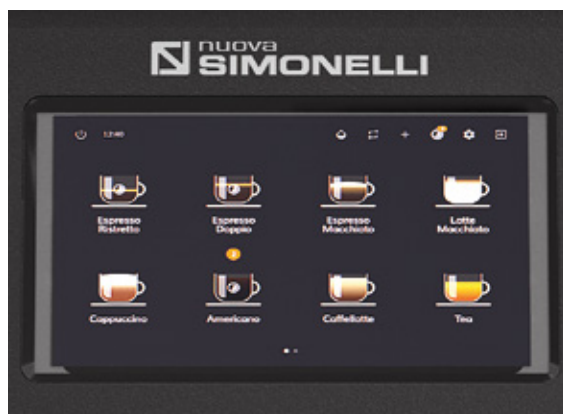 nuova
SIMONELLI
12:40
Espresso
Ristretto
Espresso
Doppio
Espresso
Macchiato
Latte
Macchiato
Cappuccino
Americano
Caffellatte
Tea